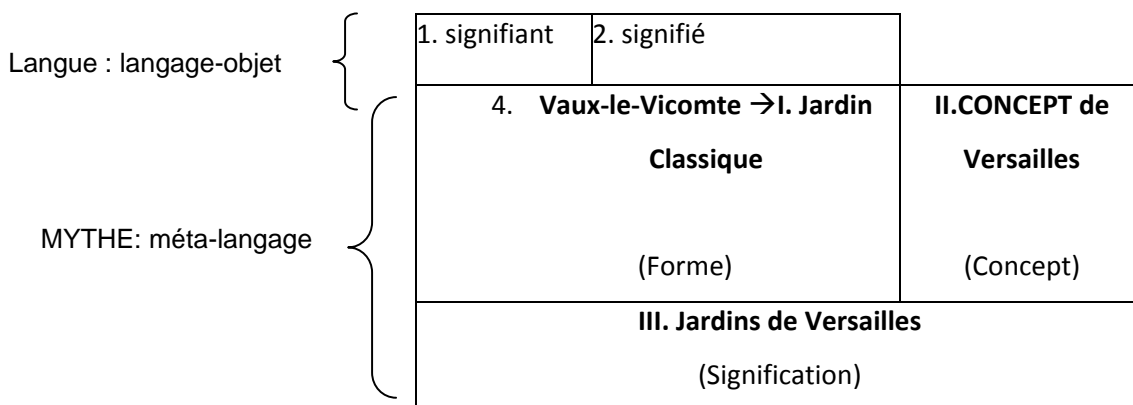 1. signifiant 2. signifié
Langue : langage-objet
4. Vaux-le-Vicomte →I. Jardin
Classique
II.CONCEPT de
Versailles
MYTHE: méta-langage
(Forme) (Concept)
III. Jardins de Versailles
(Signification)